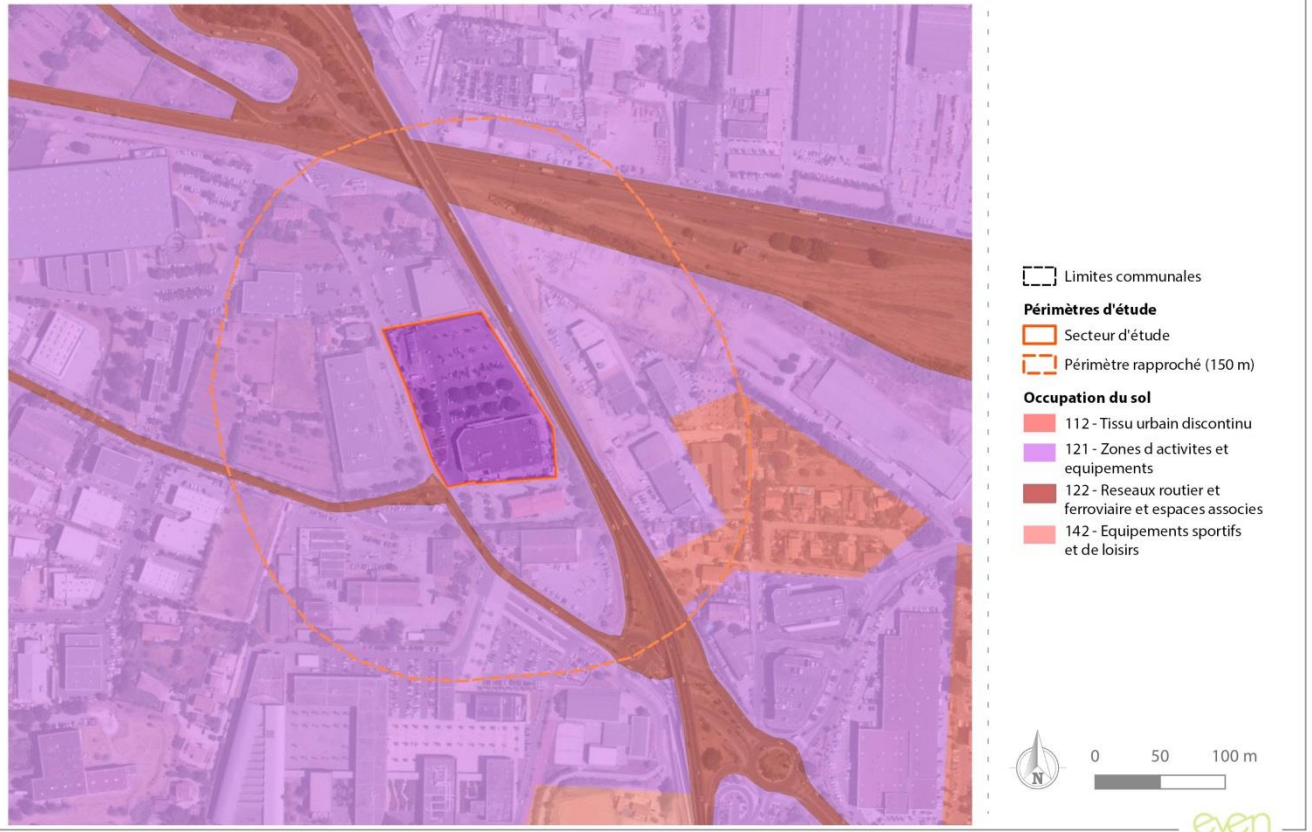 Limites communales
Périmètres d'étude
Secteur d'étude
Périmètre rapproché (150 m)
Occupation du sol
112 - Tissu urbain discontinu
121 - Zones d activites et
equipements
122 - Reseaux routier et
ferroviaire et espaces associes
142 - Equipements sportifs
et de loisirs
N
0 50 100 m
even